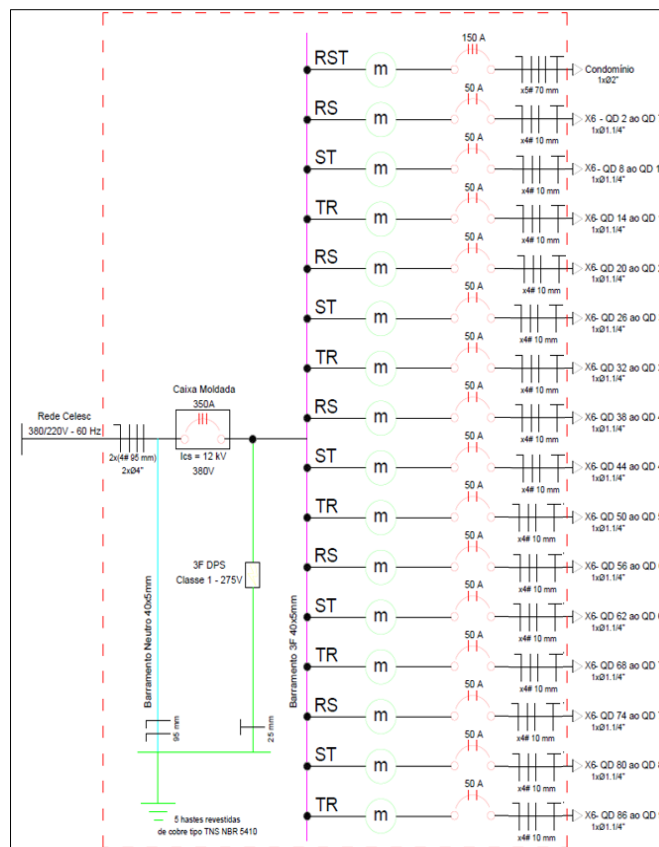 150 A
RST
m
x5# 70 mm
Condomínio
1xØ2"
50 A
RS
m
x4# 10 mm
X6 - QD 2 ao QD
1xØ1.1/4"
50 A
ST
m
x4# 10 mm
X6 - QD 8 ao QD 1
1xØ1.1/4"
50 A
TR
m
x4# 10 mm
X6- QD 14 ao QD
1xØ1.1/4"
50 A
RS
m
x4# 10 mm
X6- QD 20 ao QD
1xØ1.1/4"
50 A
ST
m
x4# 10 mm
X6- QD 26 ao QD
1xØ1.1/4"
50 A
TR
m
x4# 10 mm
X6- QD 32 ao QD
1xØ1.1/4"
50 A
RS
m
x4# 10 mm
X6- QD 38 ao QD
1xØ1.1/4"
50 A
ST
m
x4# 10 mm
X6- QD 44 ao QD
1xØ1.1/4"
50 A
TR
m
x4# 10 mm
X6- QD 50 ao QD
1xØ1.1/4"
50 A
RS
m
x4# 10 mm
X6- QD 56 ao QD
1xØ1.1/4"
50 A
ST
m
x4# 10 mm
X6- QD 62 ao QD
1xØ1.1/4"
50 A
TR
m
x4# 10 mm
X6- QD 68 ao QD
1xØ1.1/4"
50 A
RS
m
x4# 10 mm
X6- QD 74 ao QD
1xØ1.1/4"
50 A
ST
m
x4# 10 mm
X6- QD 80 ao QD
1xØ1.1/4"
50 A
TR
m
x4# 10 mm
X6- QD 86 ao QD
1xØ1.1/4"
Rede Celesc
380/220V - 60 Hz
2x(4# 95 mm)
2xØ4"
Caixa Moldada
350A
Ics = 12 kV
380V
3F DPS
Classe 1 - 275V
Barramento Neutro 40x5mm
Barramento 3F 40x5mm
95 mm
25 mm
5 hastes revestidas
de cobre tipo TNS NBR 5410